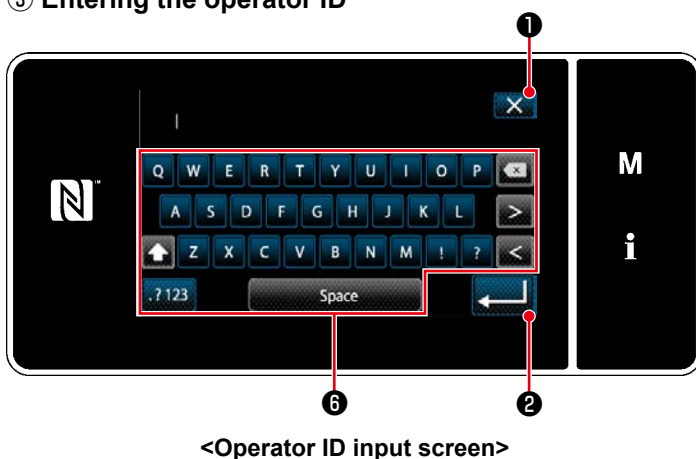 ③ Entering the operator ID
❶
M
Q W E R T Y U I O P
A S D F G H J K L >
i
Z X C V B N M ! ? <
.?123 Space
❻ ❷
<Operator ID input screen>